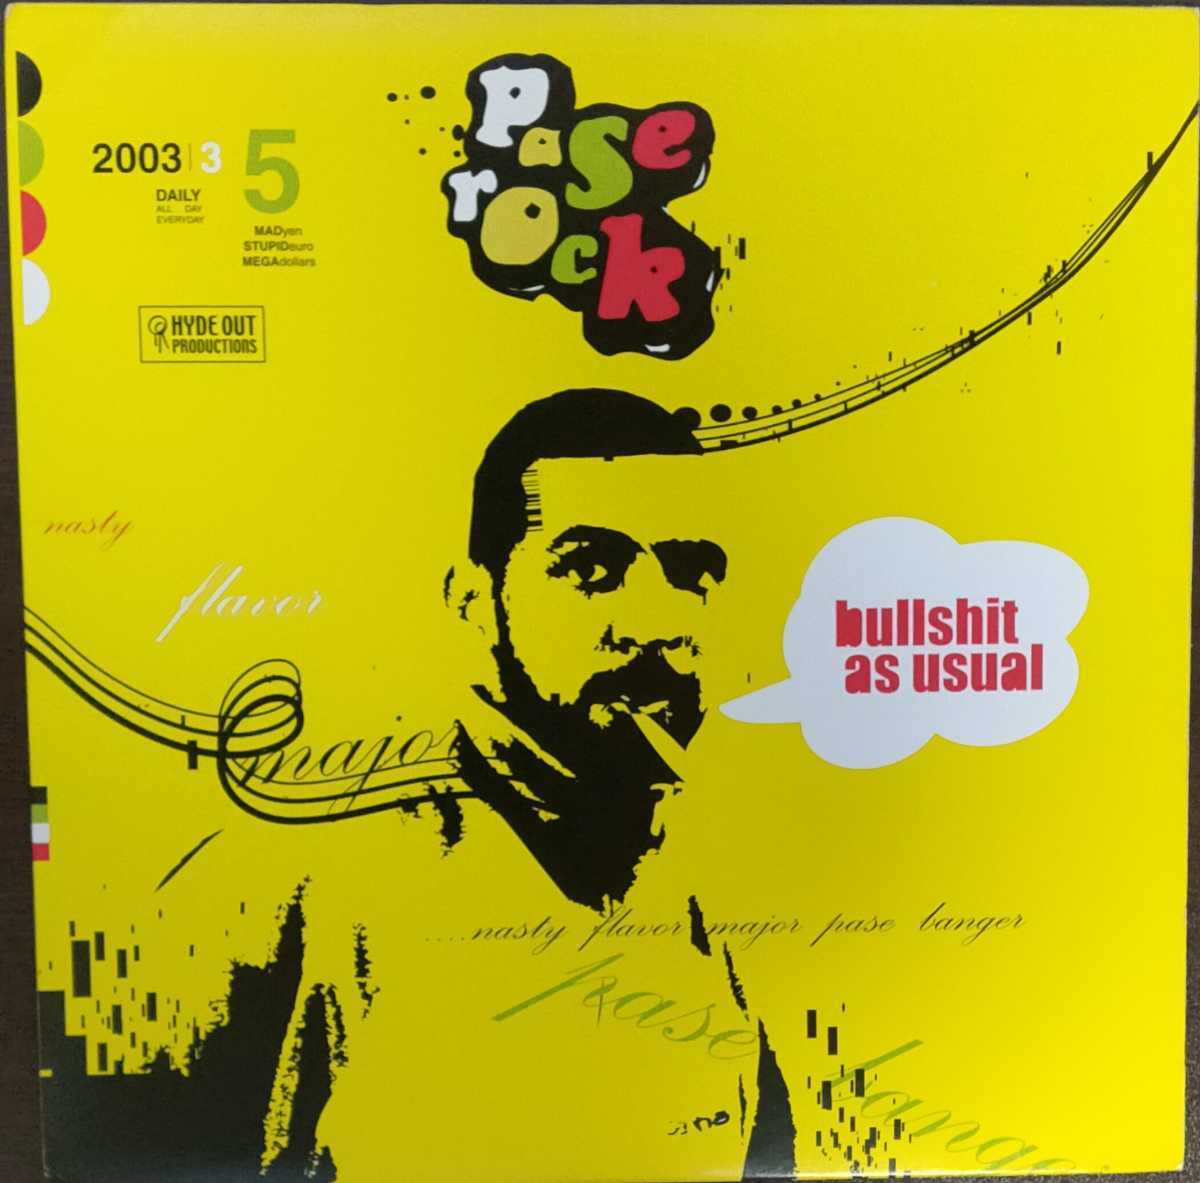 Pase
rock
2003|3
5
DAILY
ALL DAY
EVERYDAY
MADyen
STUPIDeuro
MEGAdollars
HYDE OUT
PRODUCTIONS
nasty
flavor
bullshit
as usual
major
....nasty flavor major pase banger
pase